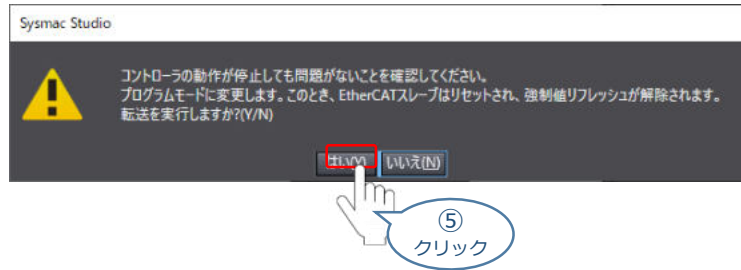 Sysmac Studio
コントローラの動作が停止しても問題がないことを確認してください。
プログラムモードに変更します。このとき、EtherCATスレーブはリセットされ、強制値リフレッシュが解除されます。
転送を実行しますか?(Y/N)
はい(Y) いいえ(N)
⑤
クリック